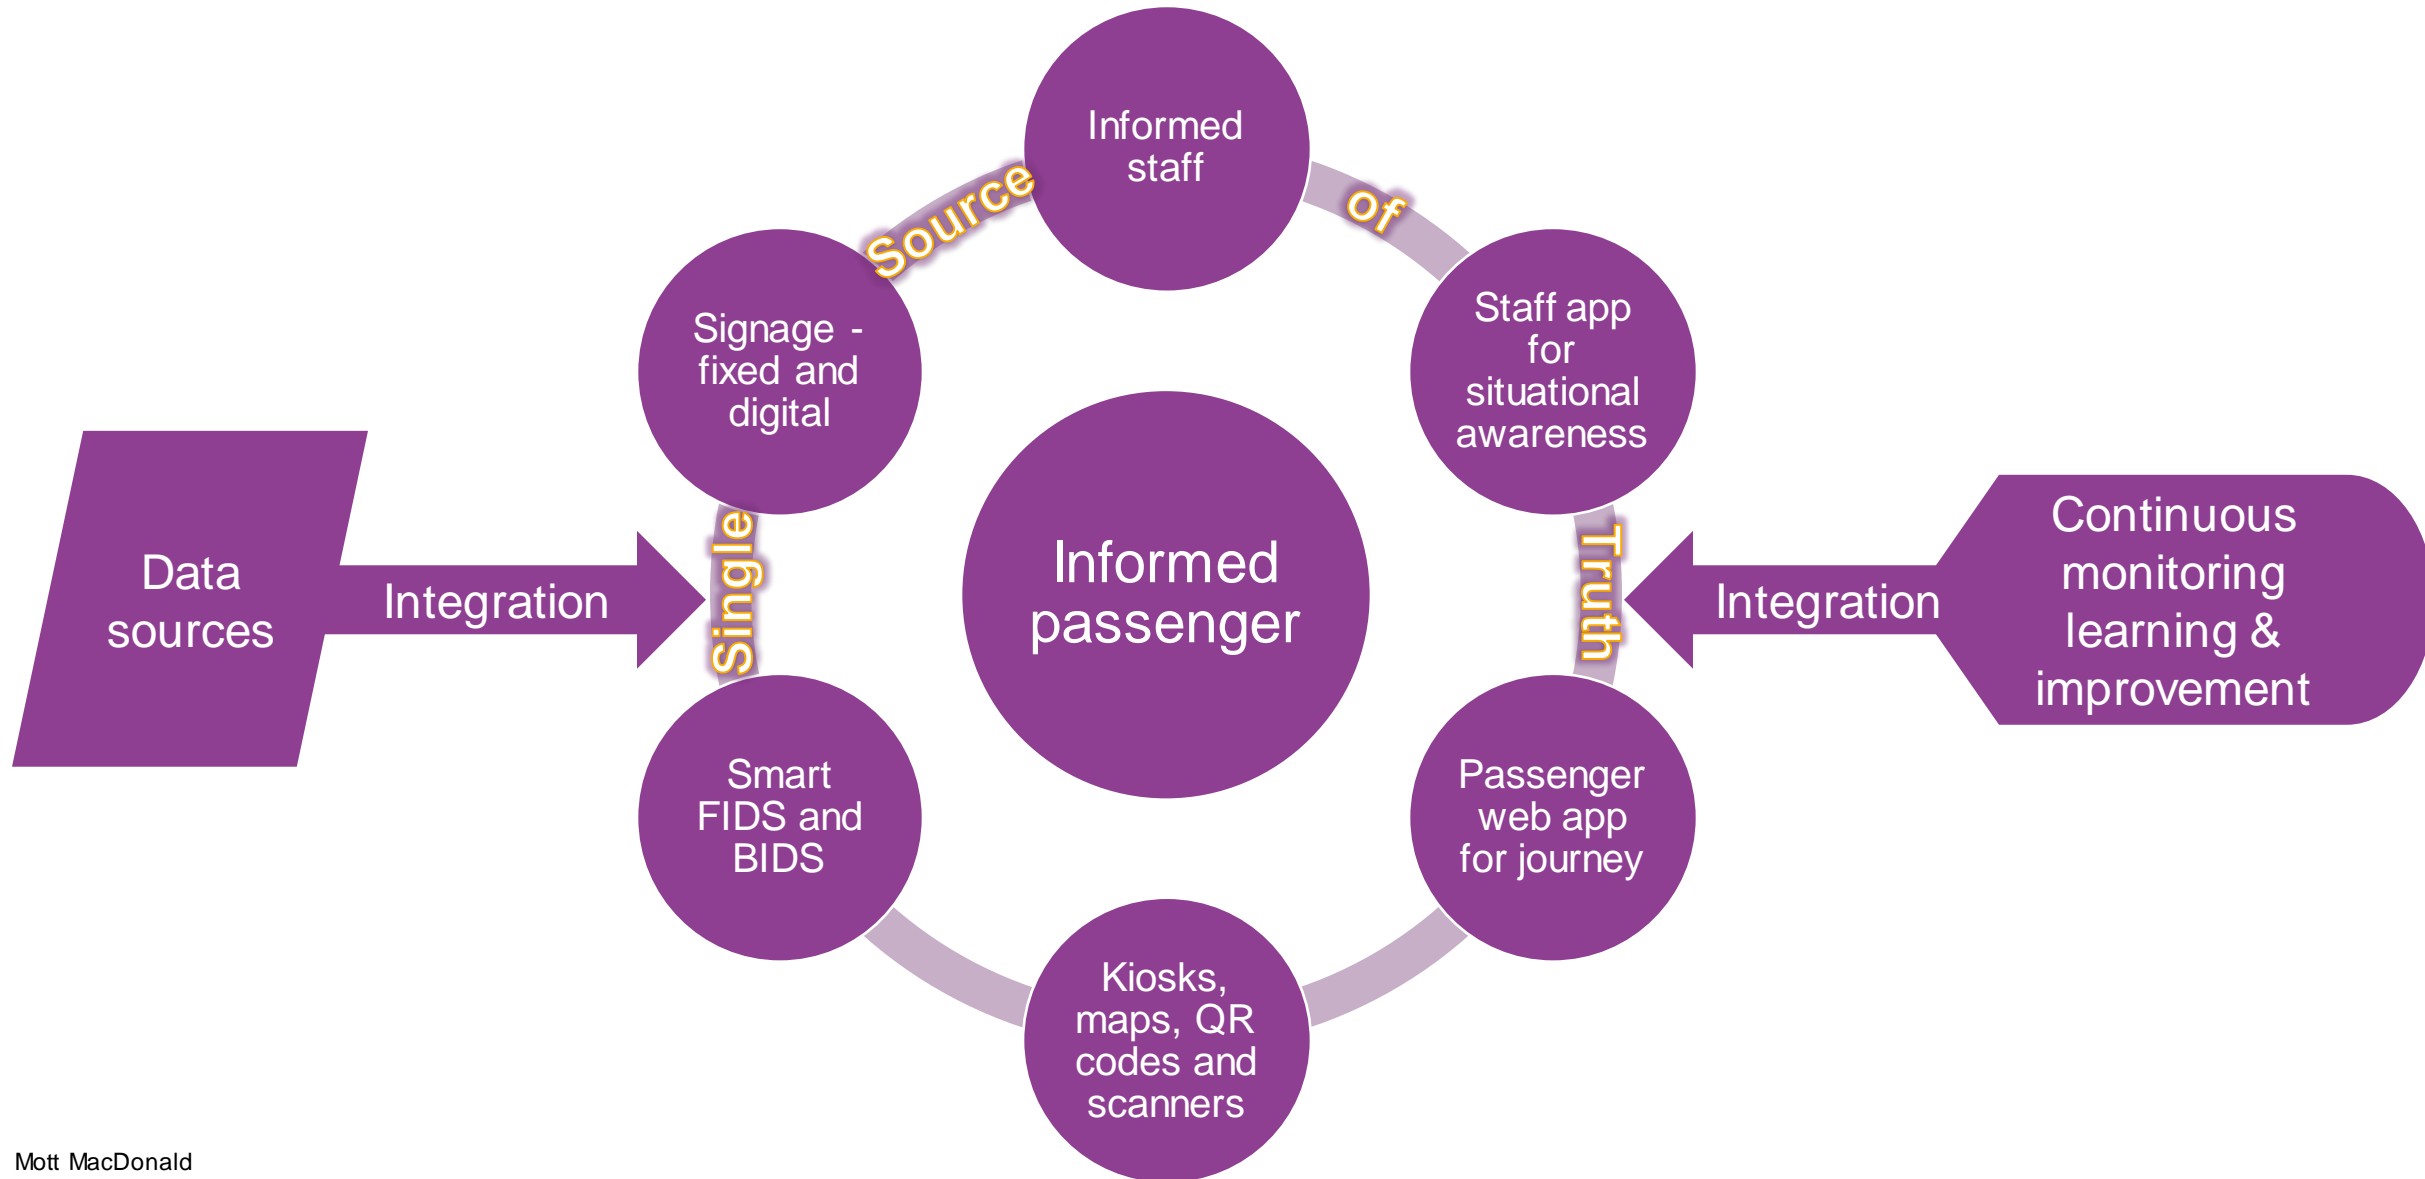 Informed
staff
Source
of
Signage -
fixed and
digital
Staff app
for
situational
awareness
Single
Truth
Data
sources
Integration
Informed
passenger
Integration
Continuous
monitoring
learning &
improvement
Smart
FIDS and
BIDS
Passenger
web app
for journey
Kiosks,
maps, QR
codes and
scanners
Mott MacDonald